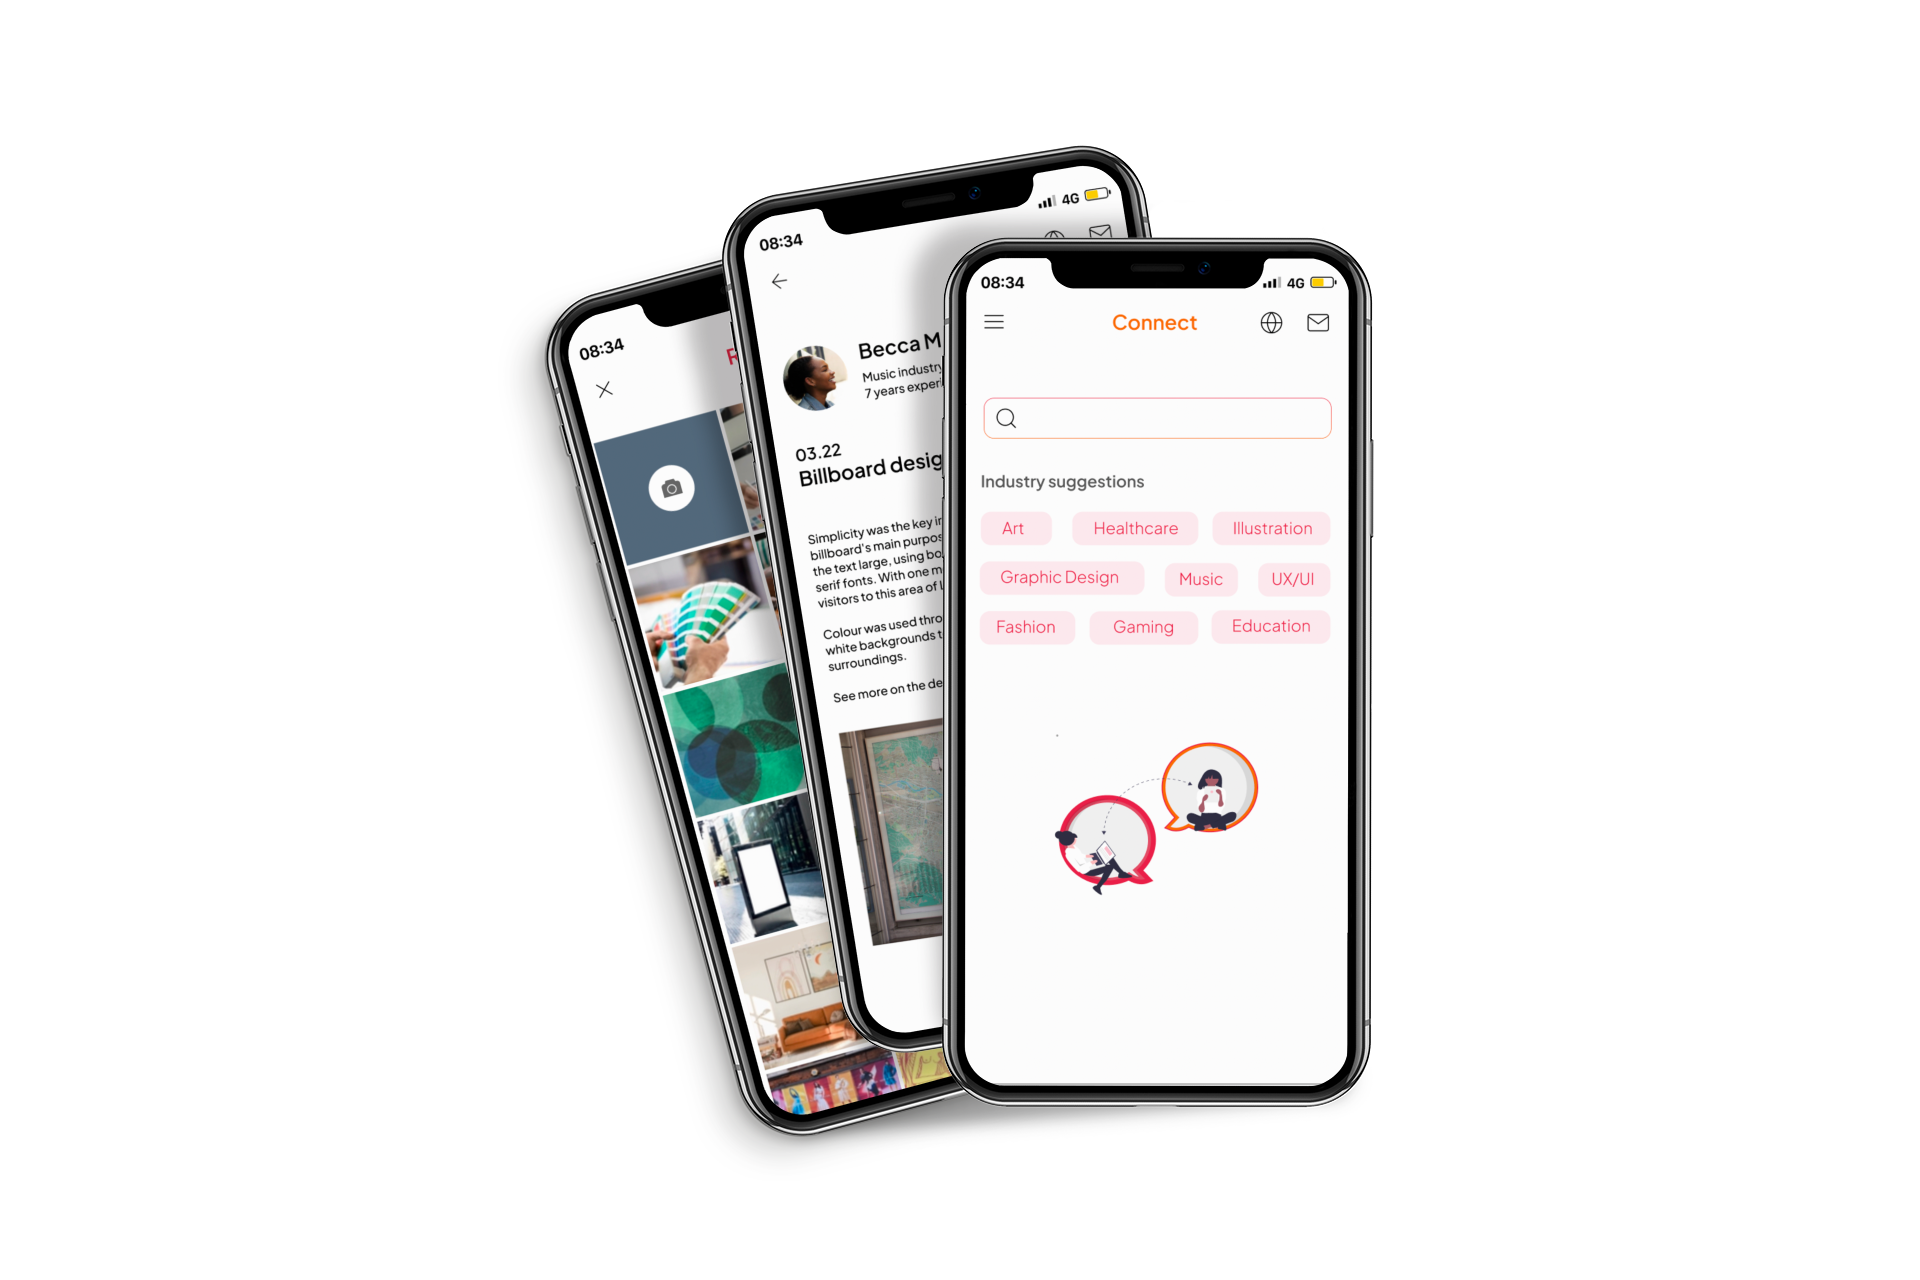 08:34
R
08:34
4G
Becca M
Music industry
7 years exper
03.22
Billboard desig
Simplicity was the key in
billboard's main purpos
the text large, using bo
serif fonts. With one m
visitors to this area of l
Colour was used thro
white backgrounds t
surroundings.
See more on the de
08:34
4G
Connect
Industry suggestions
Art
Healthcare
Illustration
Graphic Design
Music
UX/UI
Fashion
Gaming
Education